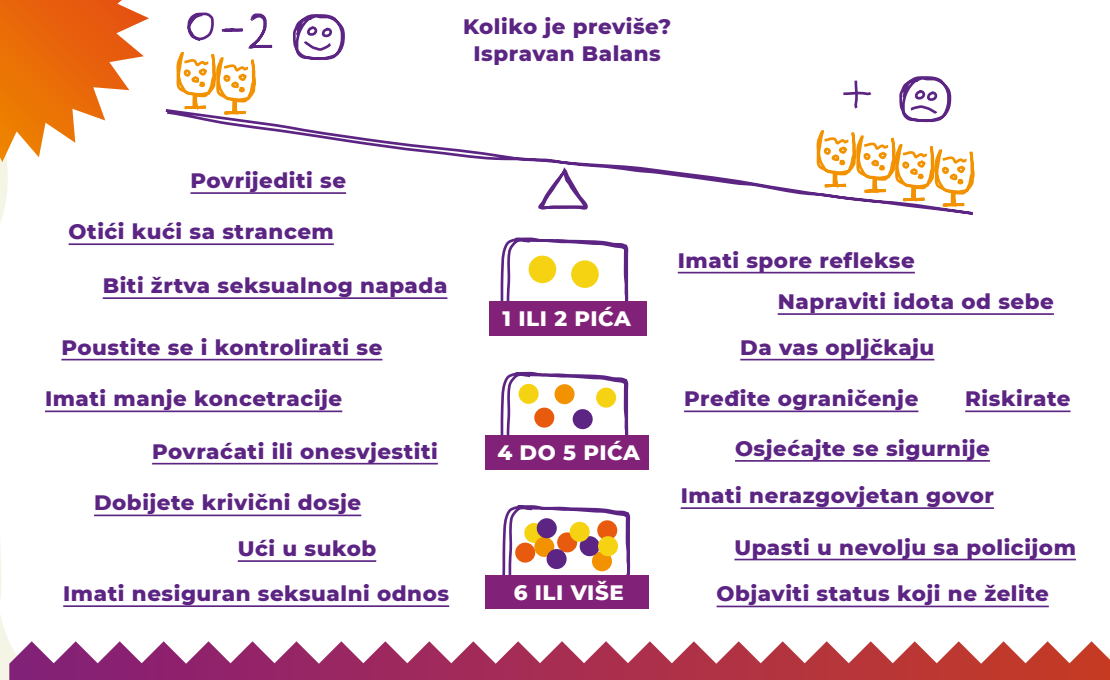 0-2
Koliko je previše?
Ispravan Balans
+
Povrijediti se
Otići kući sa strancem
Biti žrtva seksualnog napada
Poustite se i kontrolirati se
Imati manje koncetracije
Povraćati ili onesvjestiti
Dobijete krivični dosje
Ući u sukob
Imati nesiguran seksualni odnos
1 ILI 2 PIĆA
4 DO 5 PIĆA
6 ILI VIŠE
Imati spore reflekse
Napraviti idota od sebe
Da vas opljčkaju
Pređite ograničenje
Riskirate
Osjećajte se sigurnije
Imati nerazgovjetan govor
Upasti u nevolju sa policijom
Objaviti status koji ne želite